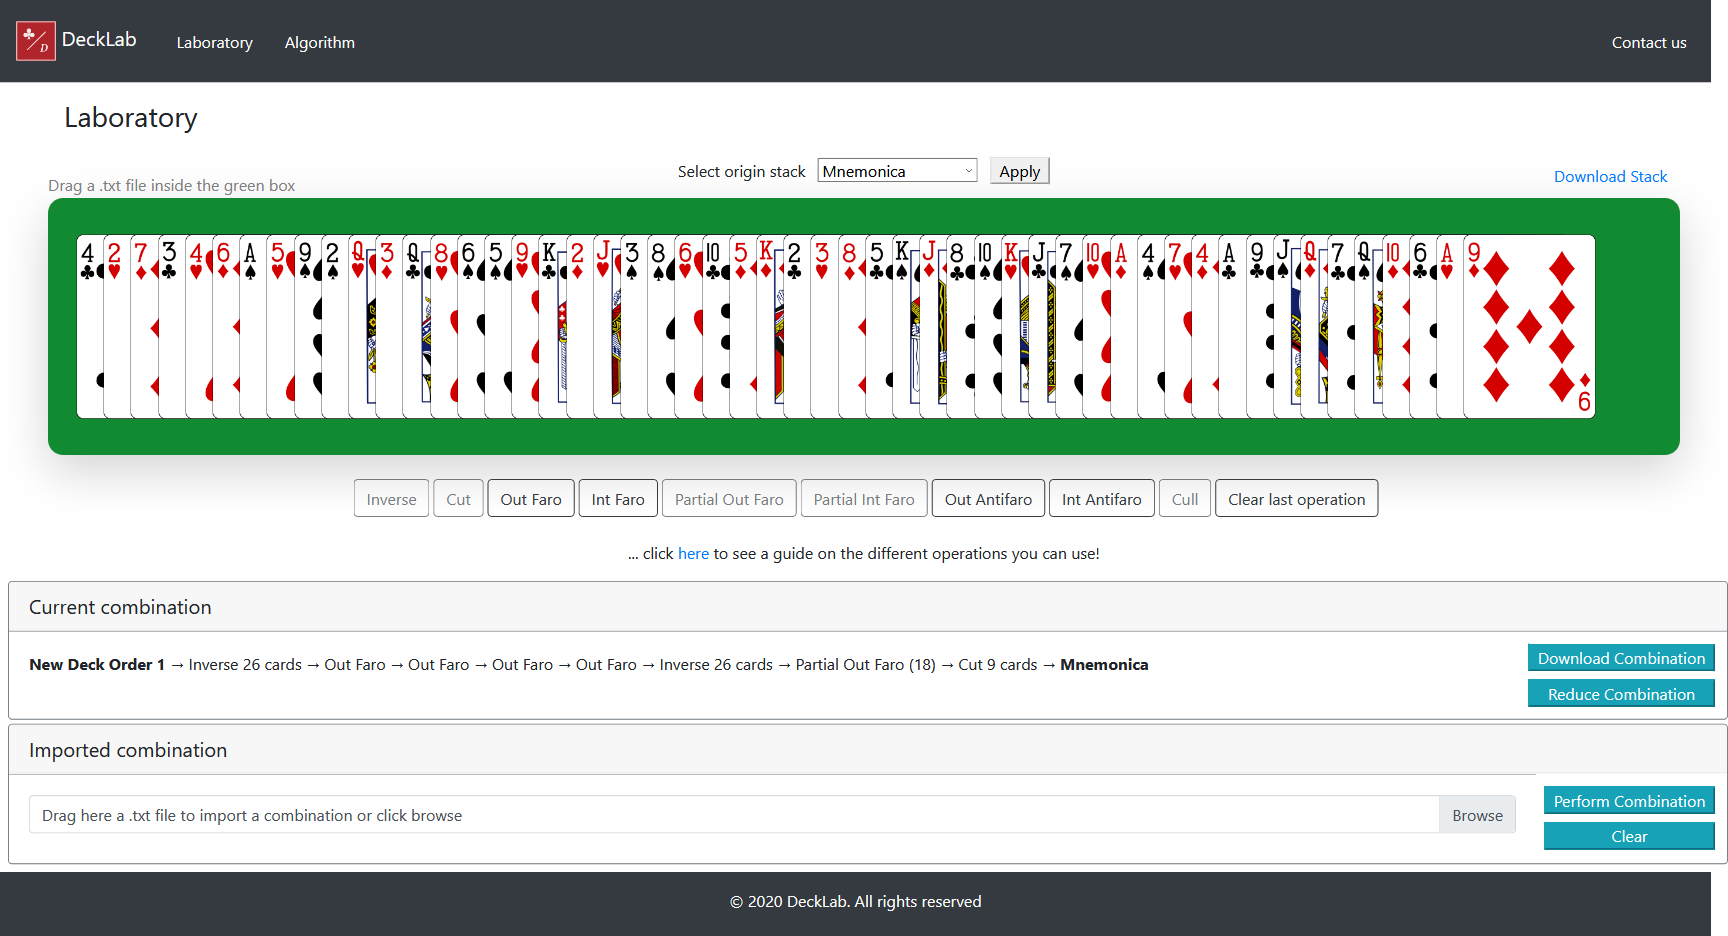 DeckLab Laboratory Algorithm Contact us
Laboratory
Select origin stack Mnemonica Apply
Drag a .txt file inside the green box
Download Stack
4 2 7 3 4 6 A 5 9 2 Q 3 Q 8 6 5 9 K 2 J 3 8 6 10 5 K 2 3 8 5 K J 8 10 K J 7 10 A 4 7 4 A 9 J Q 7 Q 10 6 A 9
9
Inverse Cut Out Faro Int Faro Partial Out Faro Partial Int Faro Out Antifaro Int Antifaro Cull Clear last operation
... click here to see a guide on the different operations you can use!
Current combination
New Deck Order 1 → Inverse 26 cards → Out Faro → Out Faro → Out Faro → Out Faro → Inverse 26 cards → Partial Out Faro (18) → Cut 9 cards → Mnemonica
Download Combination
Reduce Combination
Imported combination
Drag here a .txt file to import a combination or click browse Browse
Perform Combination
Clear
© 2020 DeckLab. All rights reserved